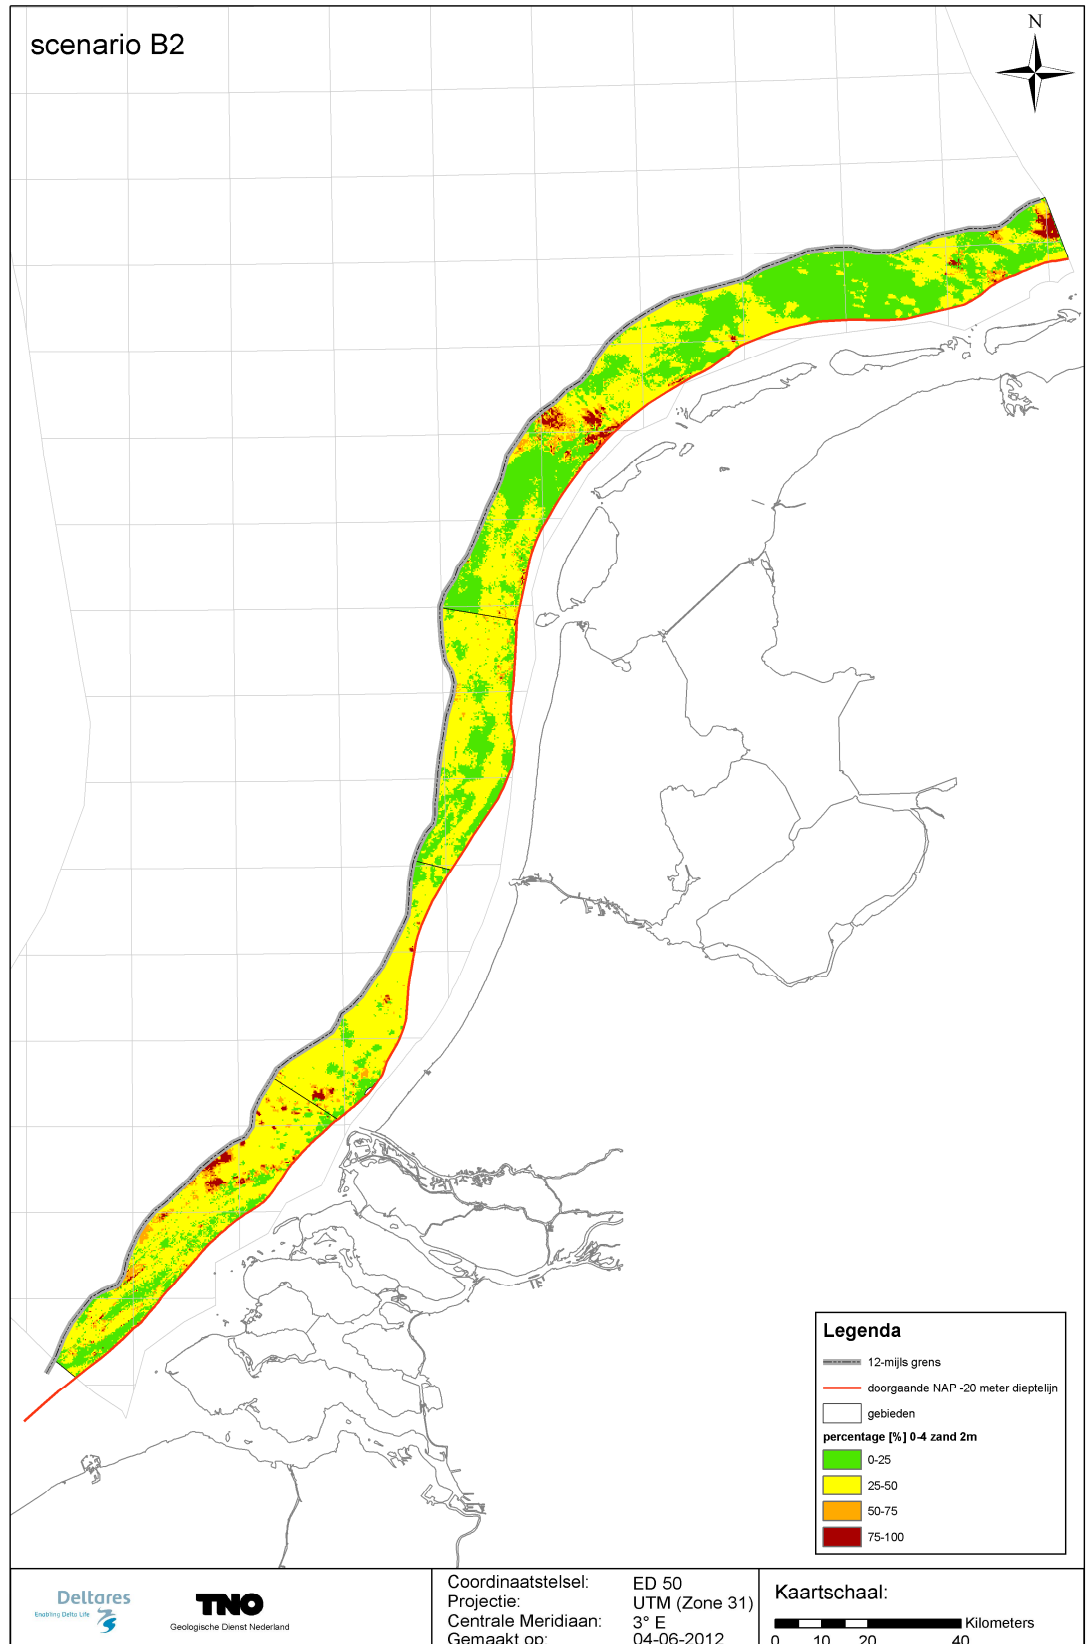 scenario B2
N
Legenda
12-mijls grens
doorgaande NAP -20 meter dieptelijn
gebieden
percentage [%] 0-4 zand 2m
0-25
25-50
50-75
75-100
Deltares
Enabling Delta Life
TNO
Geologische Dienst Nederland
Coordinaatstelsel: ED 50
Projectie: UTM (Zone 31)
Centrale Meridiaan: 3° E
Gemaakt op: 04-06-2012
Kaartschaal:
Kilometers
0 10 20 40